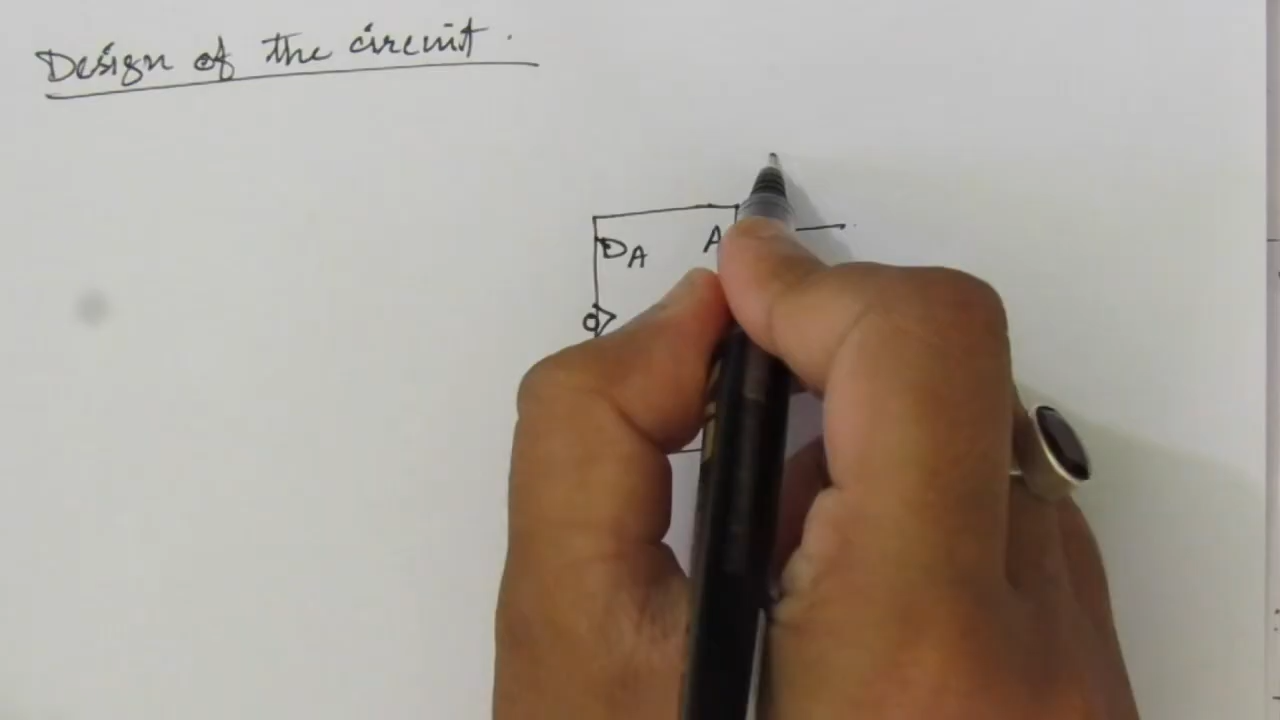 Design of the circuit.
DA A